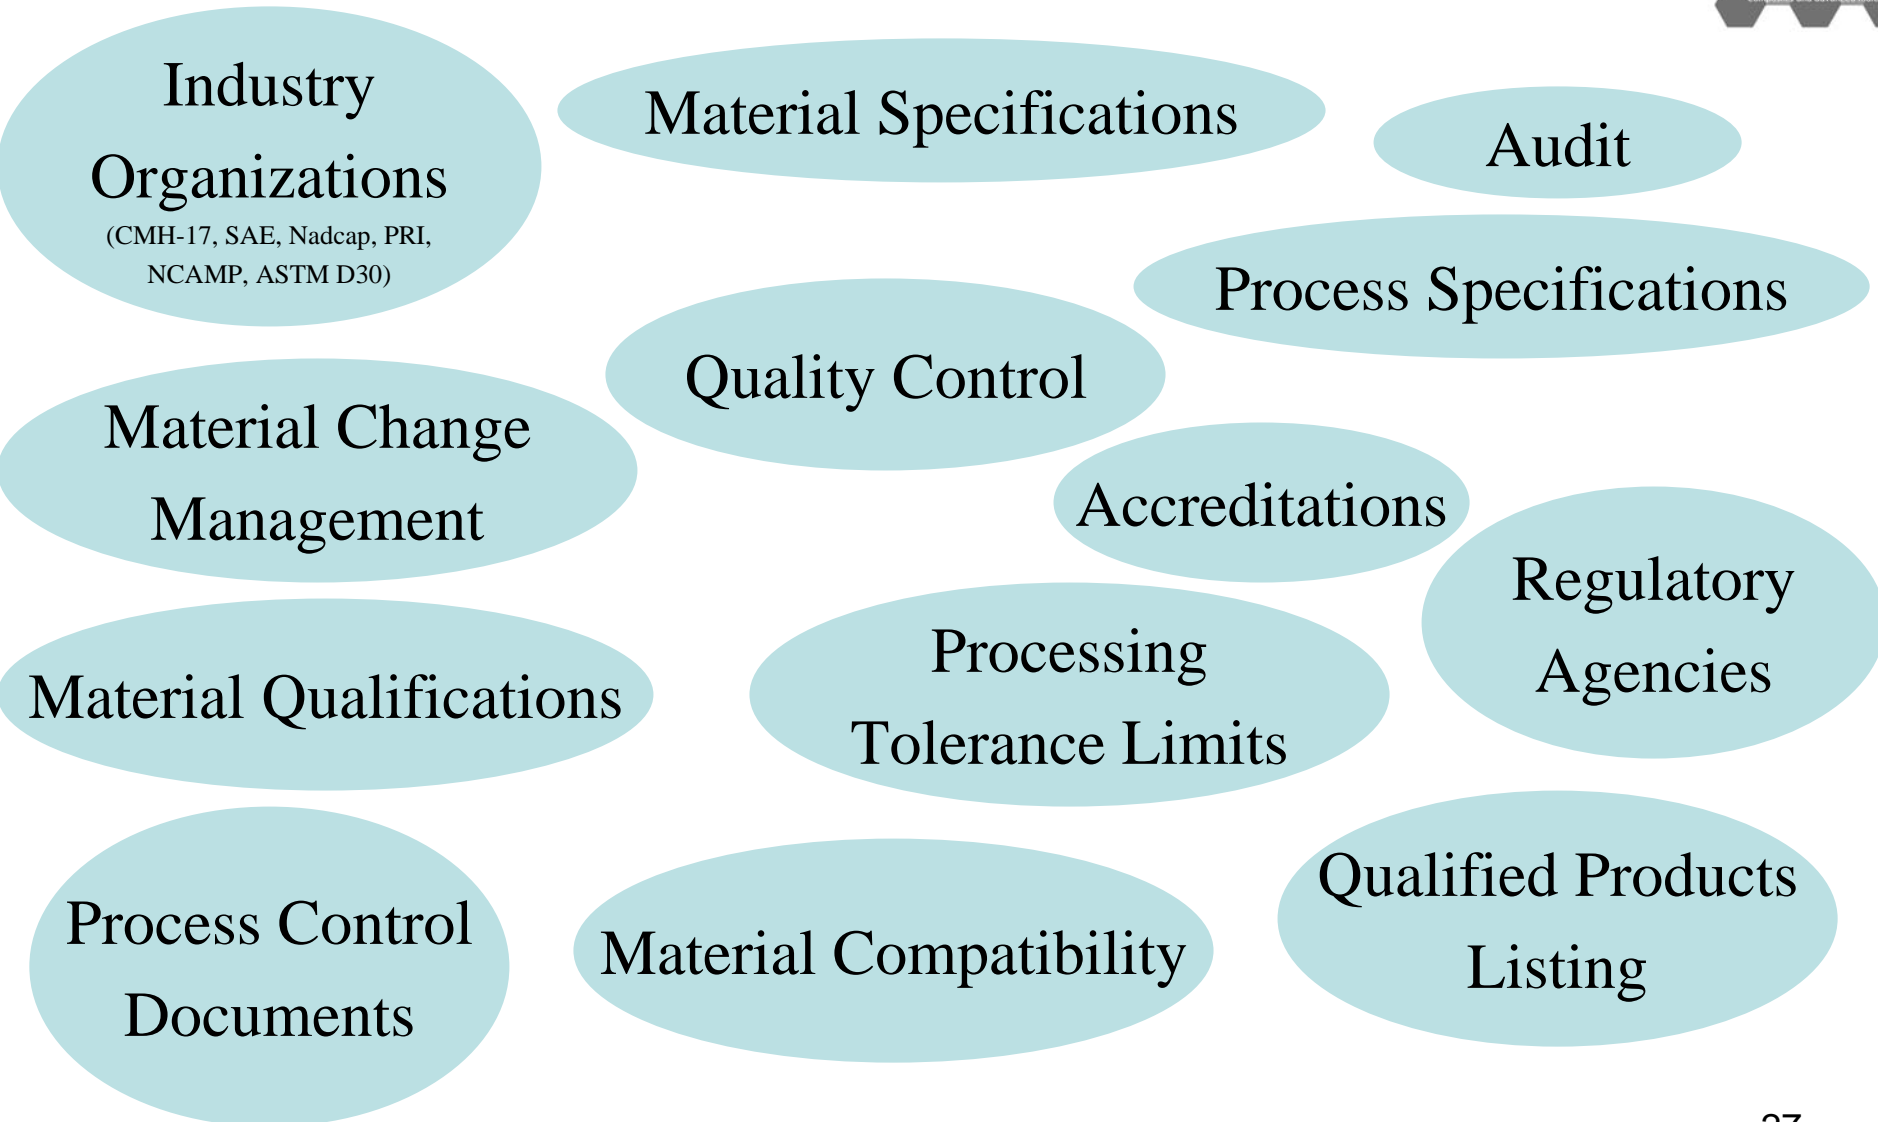 Industry
Organizations
(CMH-17, SAE, Nadcap, PRI,
NCAMP, ASTM D30)
Material Specifications
Audit
Process Specifications
Quality Control
Material Change
Management
Accreditations
Regulatory
Agencies
Processing
Tolerance Limits
Material Qualifications
Process Control
Documents
Material Compatibility
Qualified Products
Listing